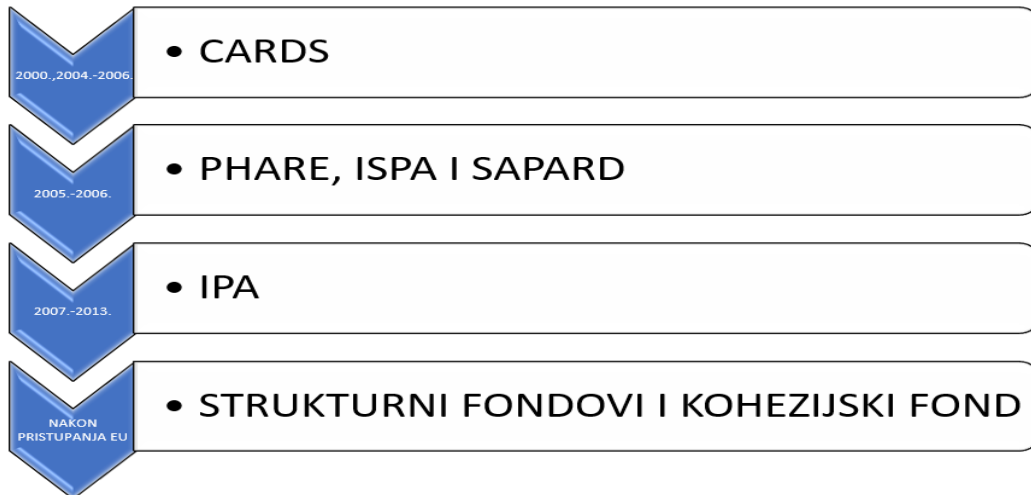 2000.,2004.-2006.
• CARDS
2005.-2006.
• PHARE, ISPA I SAPARD
2007.-2013.
• IPA
NAKON
PRISTUPANJA EU
• STRUKTURNI FONDOVI I KOHEZIJSKI FOND